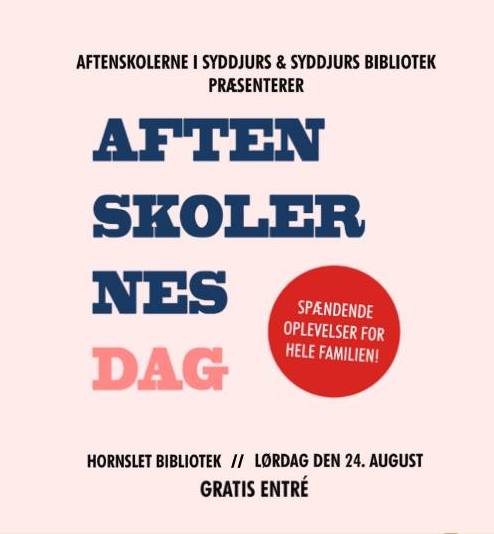 AFTENSKOLERNE I SYDDJURS & SYDDJURS BIBLIOTEK
PRÆSENTERER
AFTEN
SKOLER
NES
DAG
SPÆNDENDE
OPLEVELSER FOR
HELE FAMILIEN!
HORNSLET BIBLIOTEK // LØRDAG DEN 24. AUGUST
GRATIS ENTRÉ